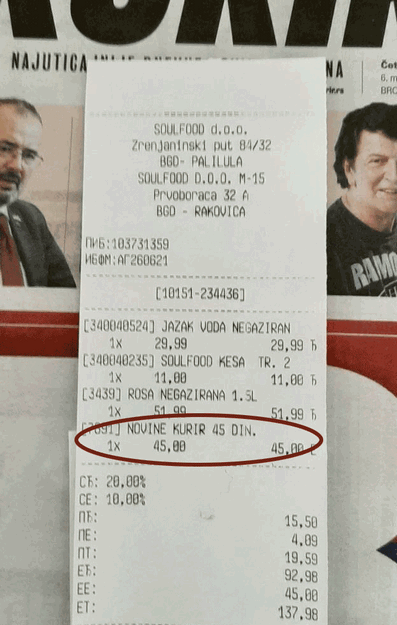 NAJUTICA
NA
SOULFOOD d.o.o.
Zrenjaninski put 84/32
BGD- PALILULA
SOULFOOD D.O.O. M-15
Prvoboraca 32 A
BGD - RAKOVICA
ПИБ:103731359
ИБФМ:АГ260621
[10151-234436]
[340040524] JAZAK VODA NEGAZIRAN
1x 29,99 29,99 Ђ
[340040235] SOULFOOD KESA TR. 2
1x 11,00 11,00 Ђ
[3439] ROSA NEGAZIRANA 1.5L
1x 51,99 51,99 Ђ
NOVINE KURIR 45 DIN.
1x 45,00 45,00 Е
СЂ: 20,00%
СЕ: 10,00%
ПЂ: 15,50
ПЕ: 4,09
ПТ: 19,59
ЕЂ: 92,98
ЕЕ: 45,00
ЕТ: 137,98